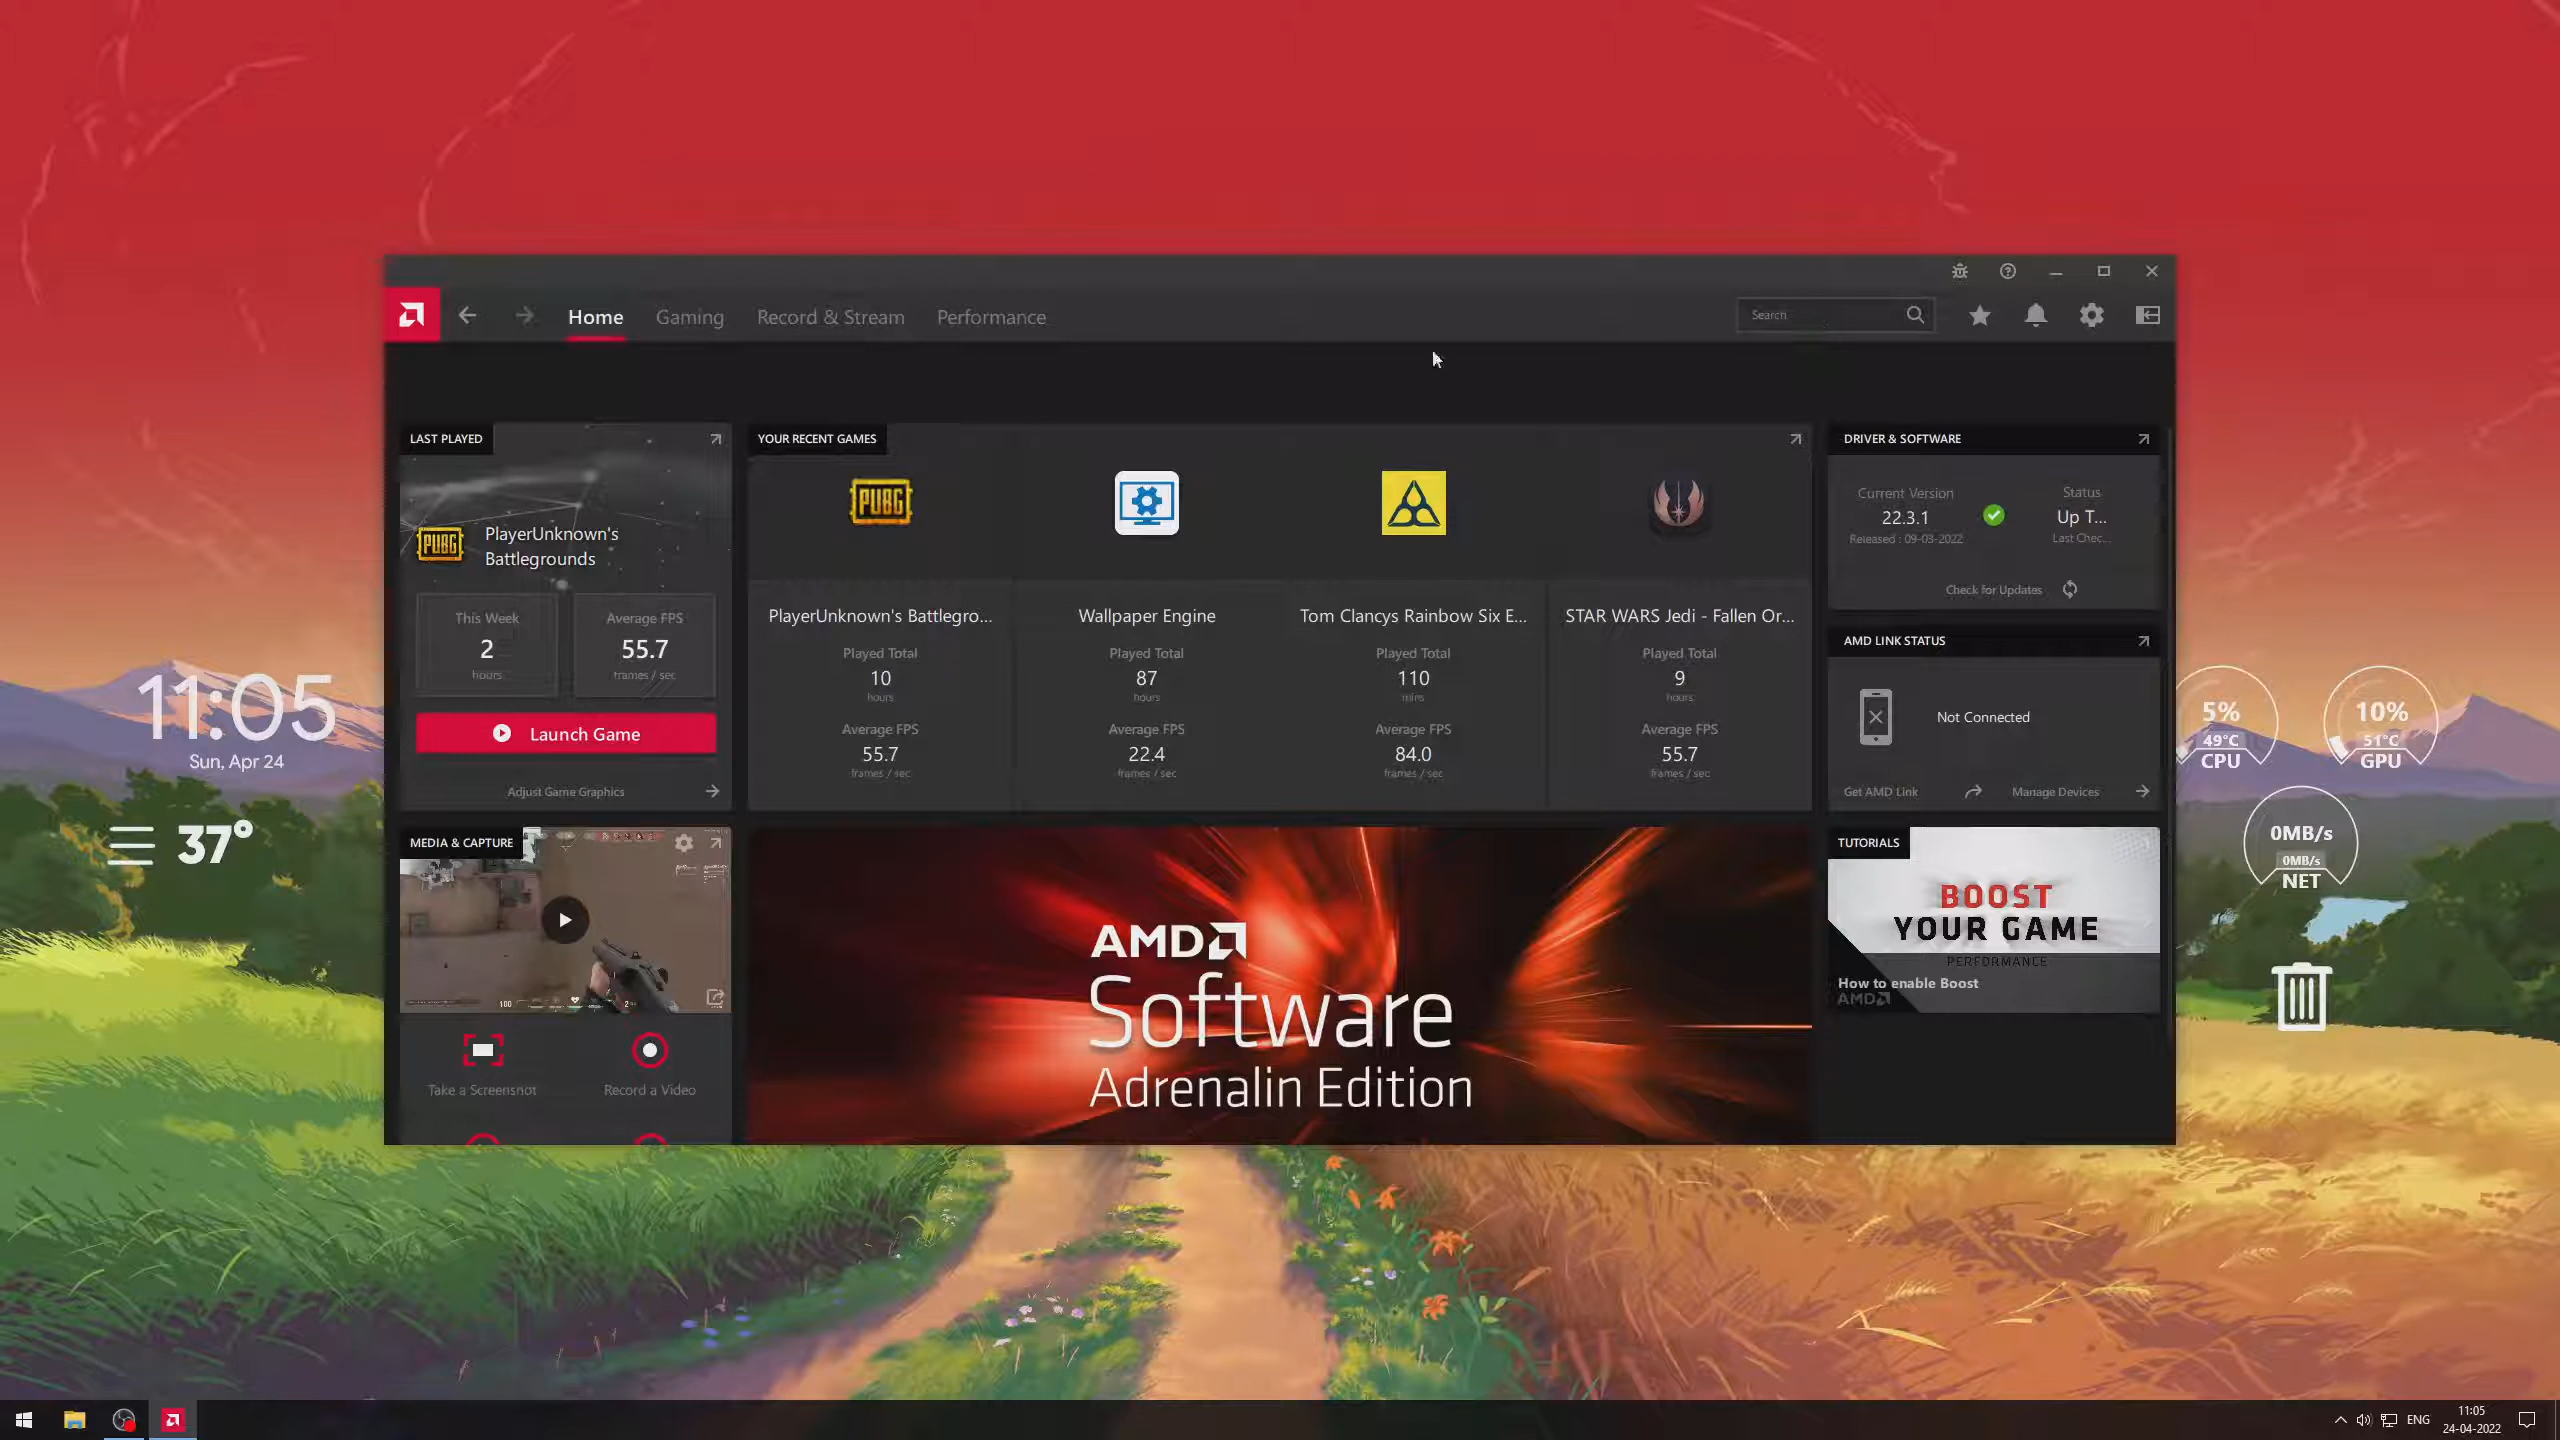 Home
Gaming
Record & Stream
Performance
Search
LAST PLAYED
PUBG
PlayerUnknown's
Battlegrounds
This Week
2
hours
Average FPS
55.7
frames / sec
Launch Game
Adjust Game Graphics
YOUR RECENT GAMES
PUBG
PlayerUnknown's Battlegro...
Played Total
10
hours
Average FPS
55.7
frames / sec
Wallpaper Engine
Played Total
87
hours
Average FPS
22.4
frames / sec
Tom Clancys Rainbow Six E...
Played Total
110
mins
Average FPS
84.0
frames / sec
STAR WARS Jedi - Fallen Or...
Played Total
9
hours
Average FPS
55.7
frames / sec
DRIVER & SOFTWARE
Current Version
22.3.1
Released : 09-03-2022
Status
Up T...
Last Chec...
Check for Updates
AMD LINK STATUS
Not Connected
Get AMD Link
Manage Devices
MEDIA & CAPTURE
100
2
Take a Screenshot
Record a Video
AMD
Software
Adrenalin Edition
TUTORIALS
BOOST
YOUR GAME
PERFORMANCE
How to enable Boost
AMD
11:05
Sun, Apr 24
37°
5%
49°C
CPU
10%
51°C
GPU
0MB/s
0MB/s
NET
ENG
11:05
24-04-2022